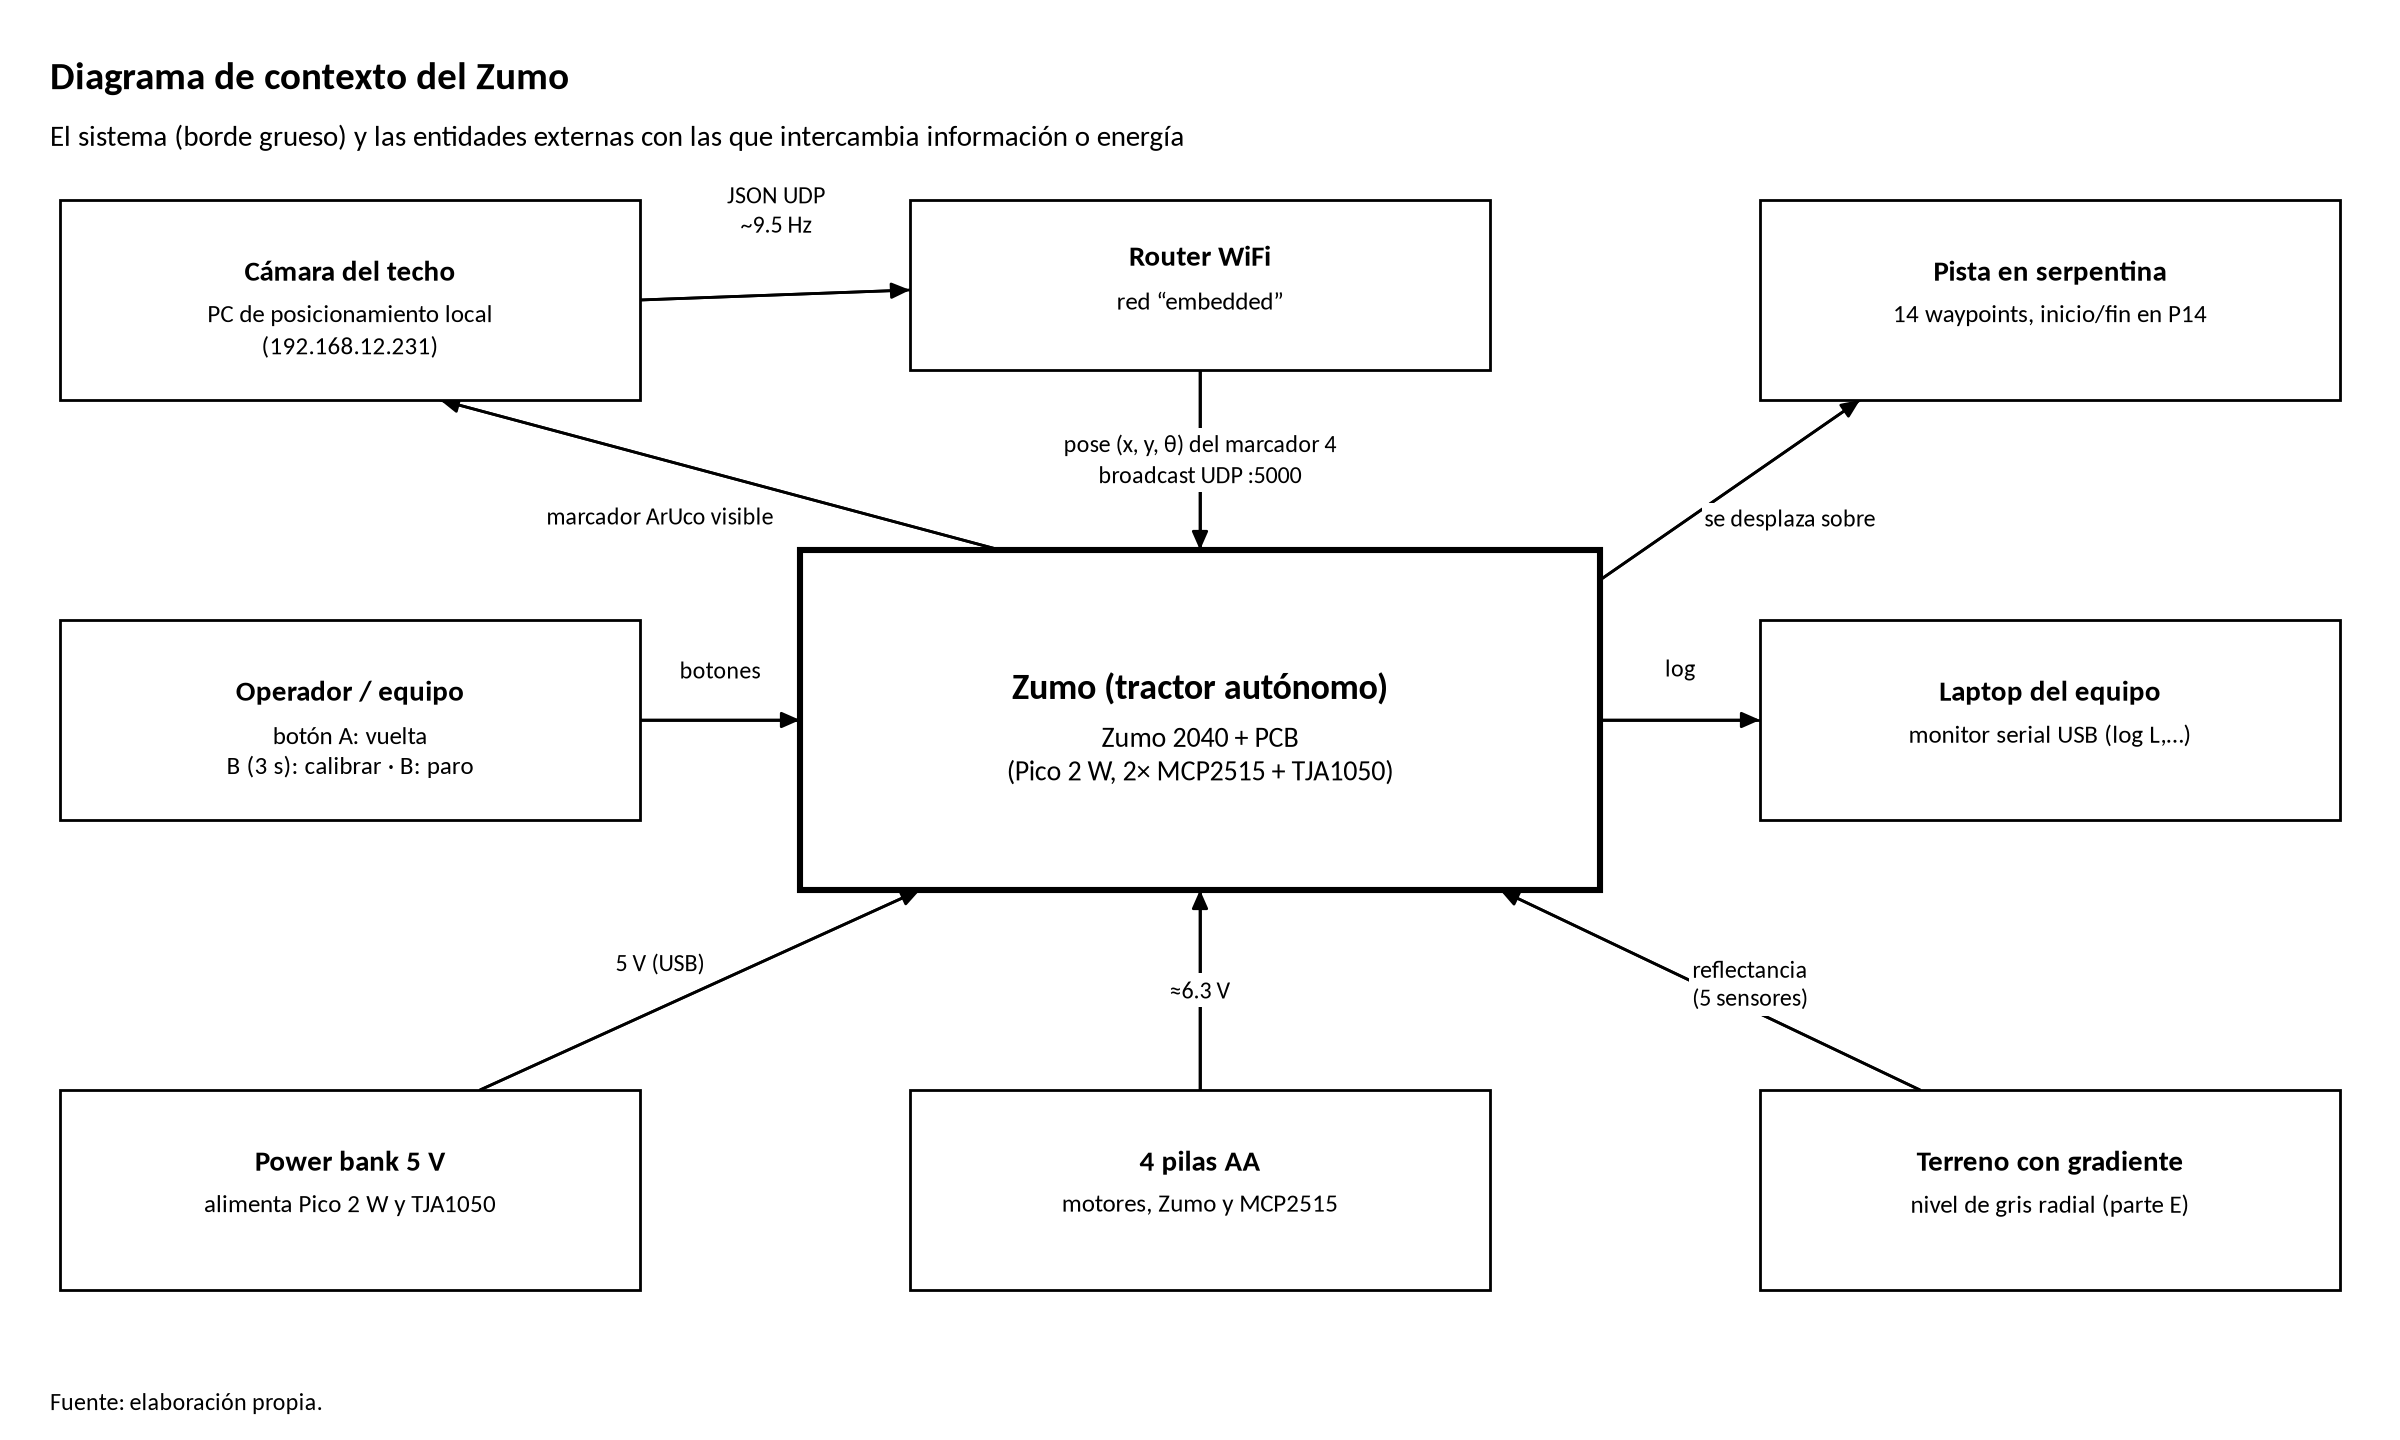 Diagrama de contexto del Zumo
El sistema (borde grueso) y las entidades externas con las que intercambia información o energía
JSON UDP
~9.5 Hz
Cámara del techo
PC de posicionamiento local
(192.168.12.231)
Router WiFi
red “embedded”
Pista en serpentina
14 waypoints, inicio/fin en P14
pose (x, y, θ) del marcador 4
broadcast UDP :5000
marcador ArUco visible
se desplaza sobre
Operador / equipo
botón A: vuelta
B (3 s): calibrar · B: paro
botones
Zumo (tractor autónomo)
Zumo 2040 + PCB
(Pico 2 W, 2× MCP2515 + TJA1050)
log
Laptop del equipo
monitor serial USB (log L,...)
5 V (USB)
≈6.3 V
reflectancia
(5 sensores)
Power bank 5 V
alimenta Pico 2 W y TJA1050
4 pilas AA
motores, Zumo y MCP2515
Terreno con gradiente
nivel de gris radial (parte E)
Fuente: elaboración propia.